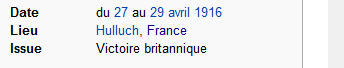 Date du 27 au 29 avril 1916
Lieu Hulluch, France
Issue Victoire britannique